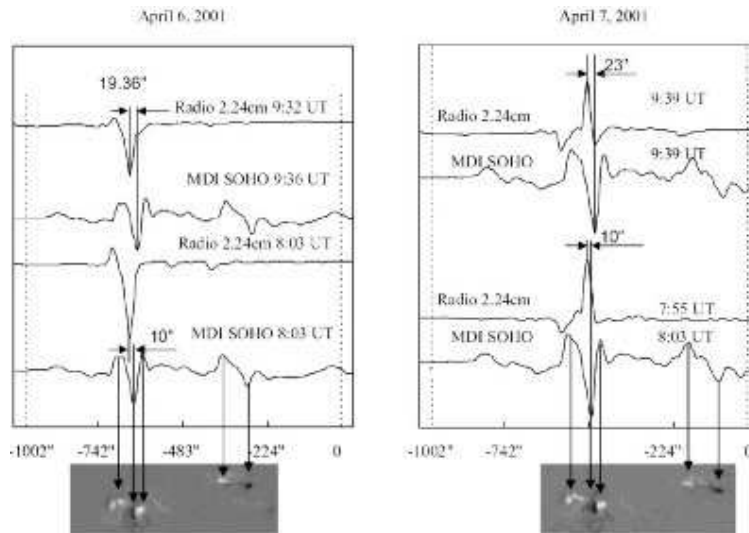 April 6, 2001
19.36"
Radio 2.24cm 9:32 UT
MDI SOHO 9:36 UT
Radio 2.24cm 8:03 UT
MDI SOHO 8:03 UT
10"
-1002" -742" -483" -224" 0
April 7, 2001
23"
9:39 UT
Radio 2.24cm
MDI SOHO 9:39 UT
10"
Radio 2.24cm
7:55 UT
MDI SOHO 8:03 UT
-1002" -742" -224" 0